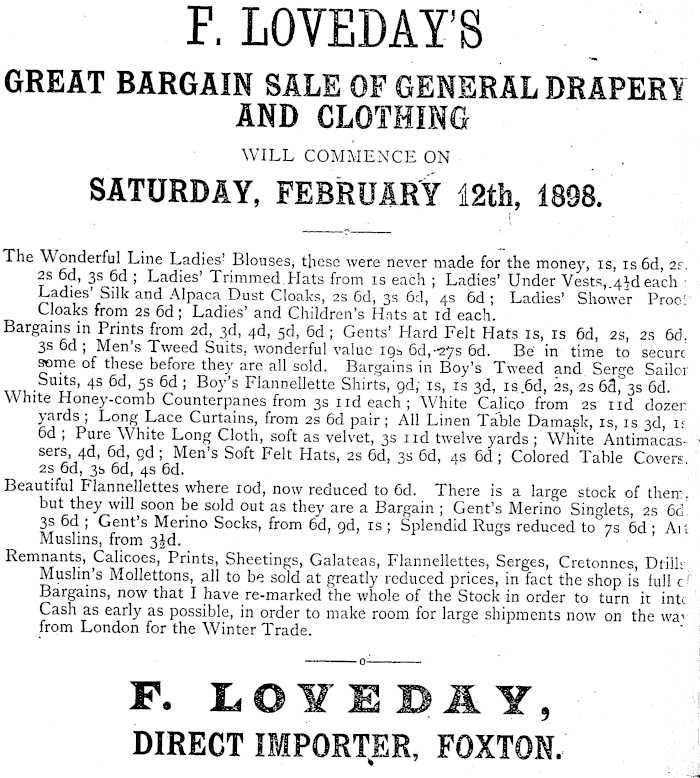 F. LOVEDAY'S
GREAT BARGAIN SALE OF GENERAL DRAPERY
AND CLOTHING
WILL COMMENCE ON
SATURDAY, FEBRUARY 12th, 1898.
The Wonderful Line Ladies' Blouses, these were never made for the money, 1s, 1s 6d, 2s.
2s 6d, 3s 6d ; Ladies' Trimmed Hats from 1s each ; Ladies' Under Vests, 4½d each ;
Ladies' Silk and Alpaca Dust Cloaks, 2s 6d, 3s 6d, 4s 6d ; Ladies' Shower Proof
Cloaks from 2s 6d ; Ladies' and Children's Hats at 1d each.
Bargains in Prints from 2d, 3d, 4d, 5d, 6d ; Gents' Hard Felt Hats 1s, 1s 6d, 2s, 2s 6d,
3s 6d ; Men's Tweed Suits, wonderful value 19s 6d, 27s 6d. Be in time to secure
some of these before they are all sold. Bargains in Boy's Tweed and Serge Sailor
Suits, 4s 6d, 5s 6d ; Boy's Flannellette Shirts, 9d, 1s, 1s 3d, 1s 6d, 2s, 2s 6d, 3s 6d.
White Honey-comb Counterpanes from 3s 11d each ; White Calico from 2s 11d dozen
yards ; Long Lace Curtains, from 2s 6d pair ; All Linen Table Damask, 1s, 1s 3d, 1s
6d ; Pure White Long Cloth, soft as velvet, 3s 11d twelve yards ; White Antimacas-
sers, 4d, 6d, 9d ; Men's Soft Felt Hats, 2s 6d, 3s 6d, 4s 6d ; Colored Table Covers,
2s 6d, 3s 6d, 4s 6d.
Beautiful Flannellettes where 10d, now reduced to 6d. There is a large stock of them,
but they will soon be sold out as they are a Bargain ; Gent's Merino Singlets, 2s 6d
3s 6d ; Gent's Merino Socks, from 6d, 9d, 1s ; Splendid Rugs reduced to 7s 6d ; Art
Muslins, from 3½d.
Remnants, Calicoes, Prints, Sheetings, Galateas, Flannellettes, Serges, Cretonnes, Drills
Muslin's Mollettons, all to be sold at greatly reduced prices, in fact the shop is full of
Bargains, now that I have re-marked the whole of the Stock in order to turn it into
Cash as early as possible, in order to make room for large shipments now on the way
from London for the Winter Trade.
F. LOVEDAY,
DIRECT IMPORTER, FOXTON.